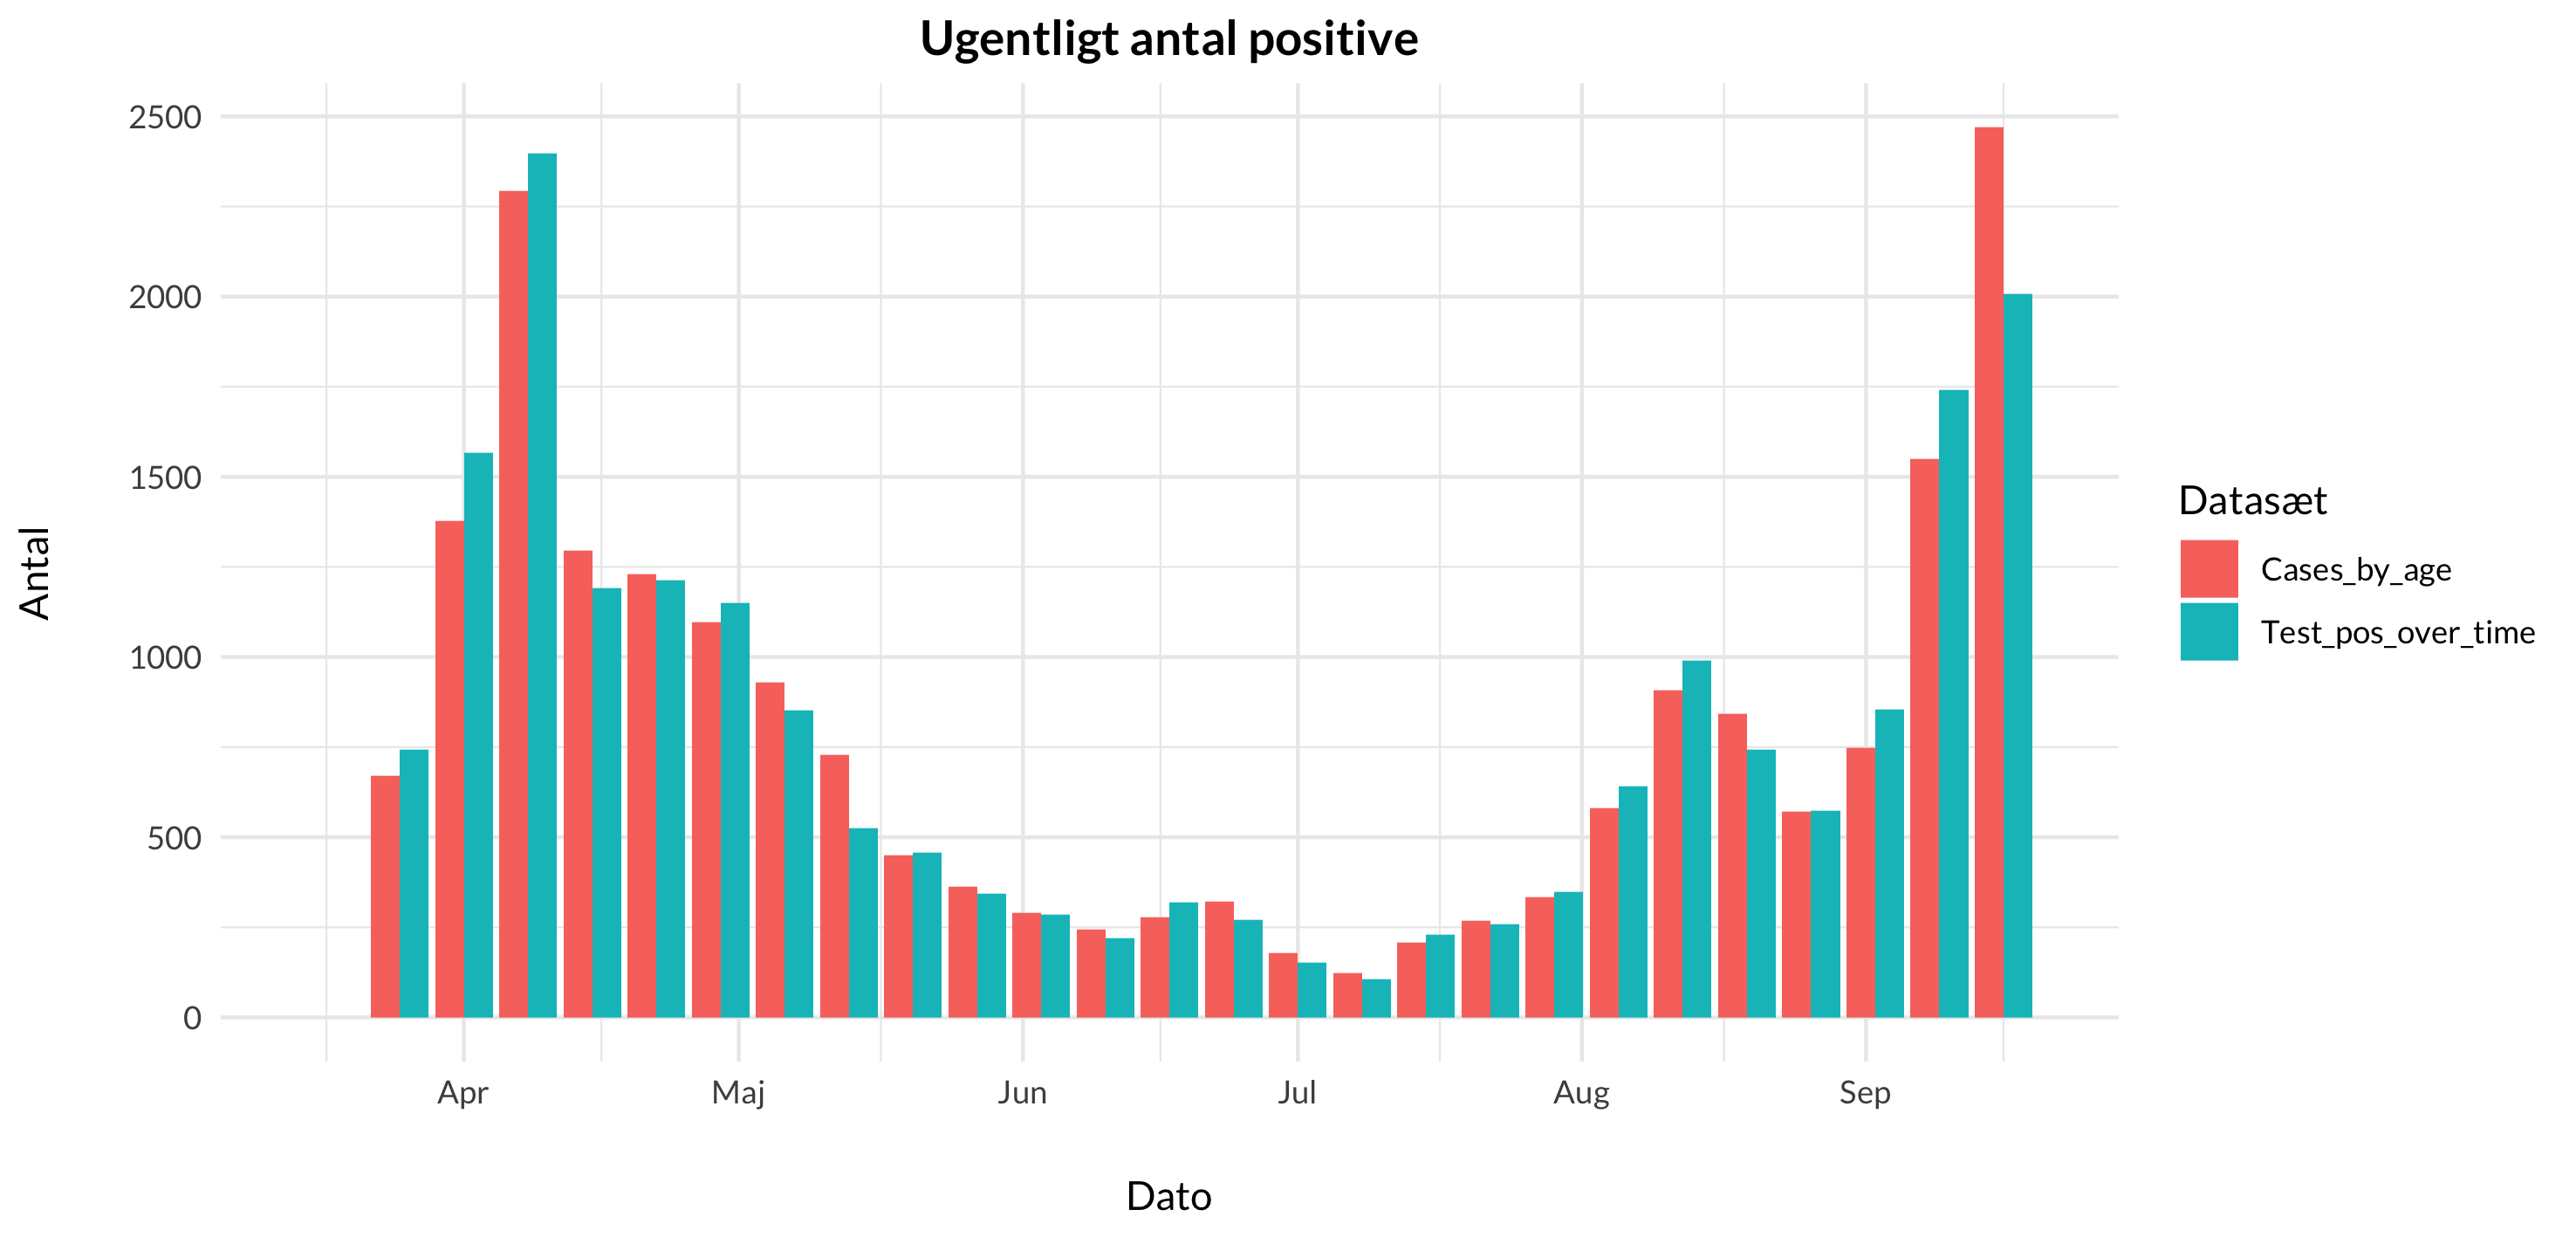 Ugentligt antal positive
2500
2000
1500
1000
500
0
Antal
Apr Maj Jun Jul Aug Sep
Dato
Datasæt
Cases_by_age
Test_pos_over_time